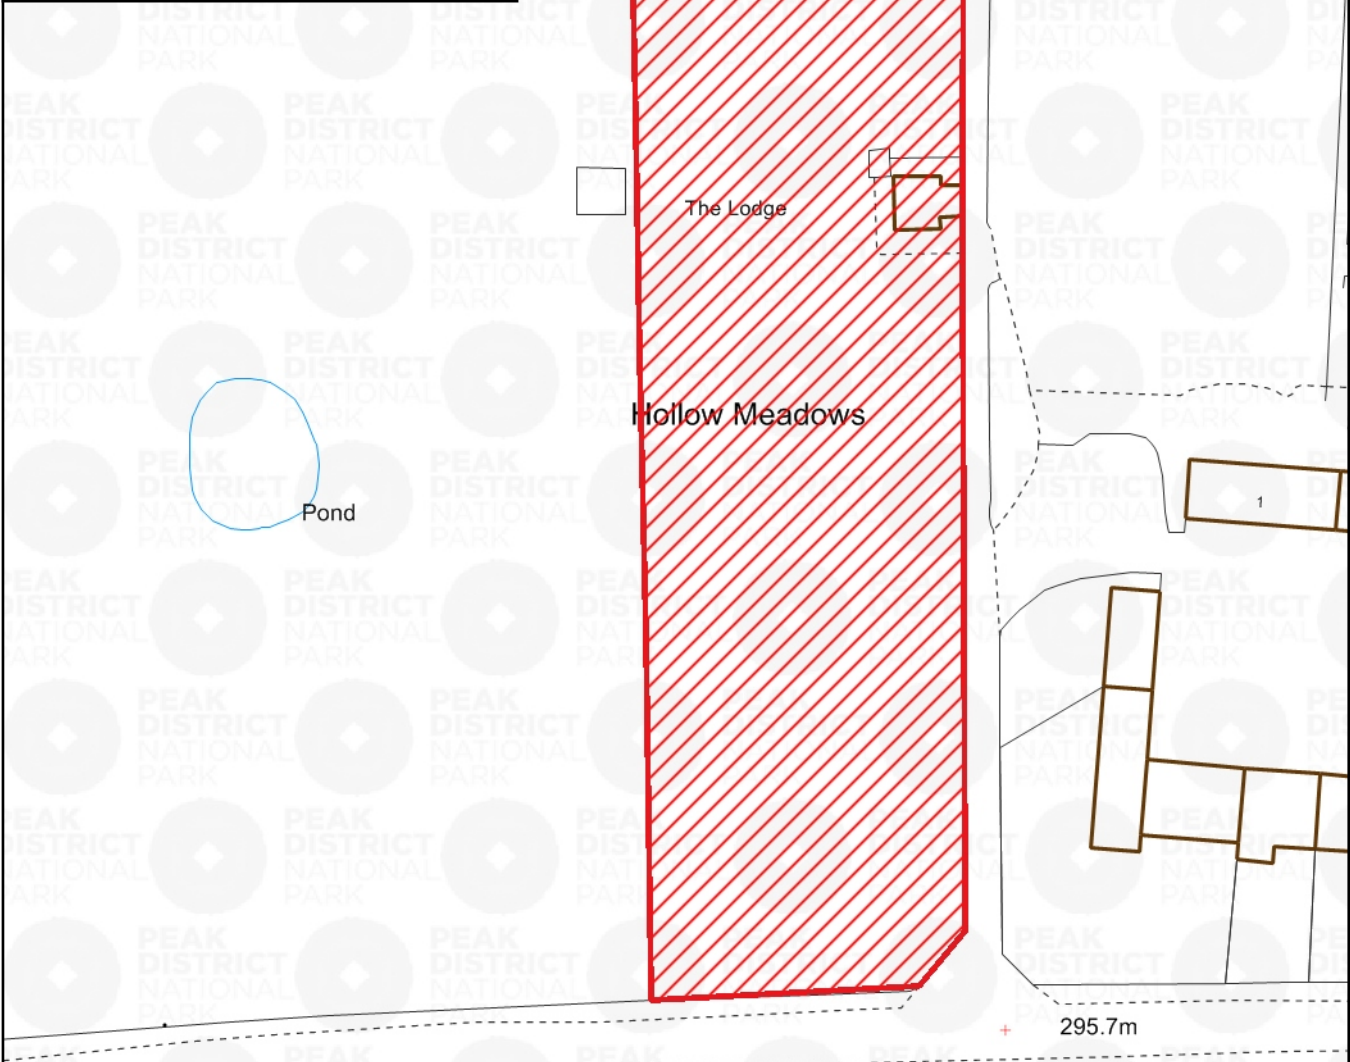 The Lodge
Hollow Meadows
Pond
1
295.7m
PEAK
DISTRICT
NATIONAL
PARK